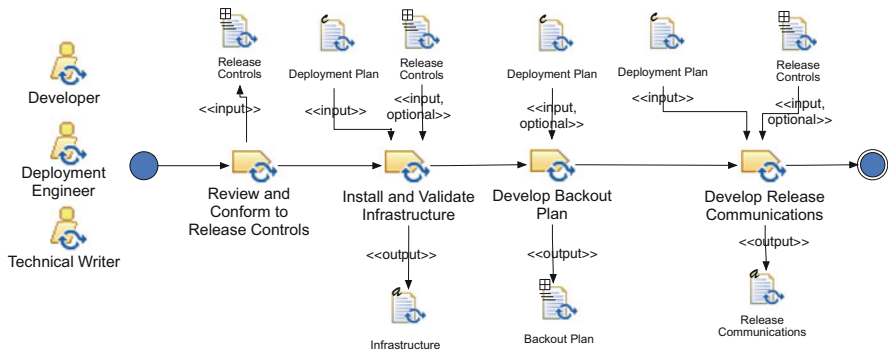 Release
Controls
Deployment Plan
Release
Controls
Deployment Plan
Deployment Plan
Release
Controls
<<input>>
<<input>>
<<input,
optional>>
<<input,
optional>>
<<input>>
<<input,
optional>>
Developer
Deployment
Engineer
Technical Writer
Review and
Conform to
Release Controls
Install and Validate
Infrastructure
Develop Backout
Plan
Develop Release
Communications
<<output>>
<<output>>
<<output>>
Infrastructure
Backout Plan
Release
Communications